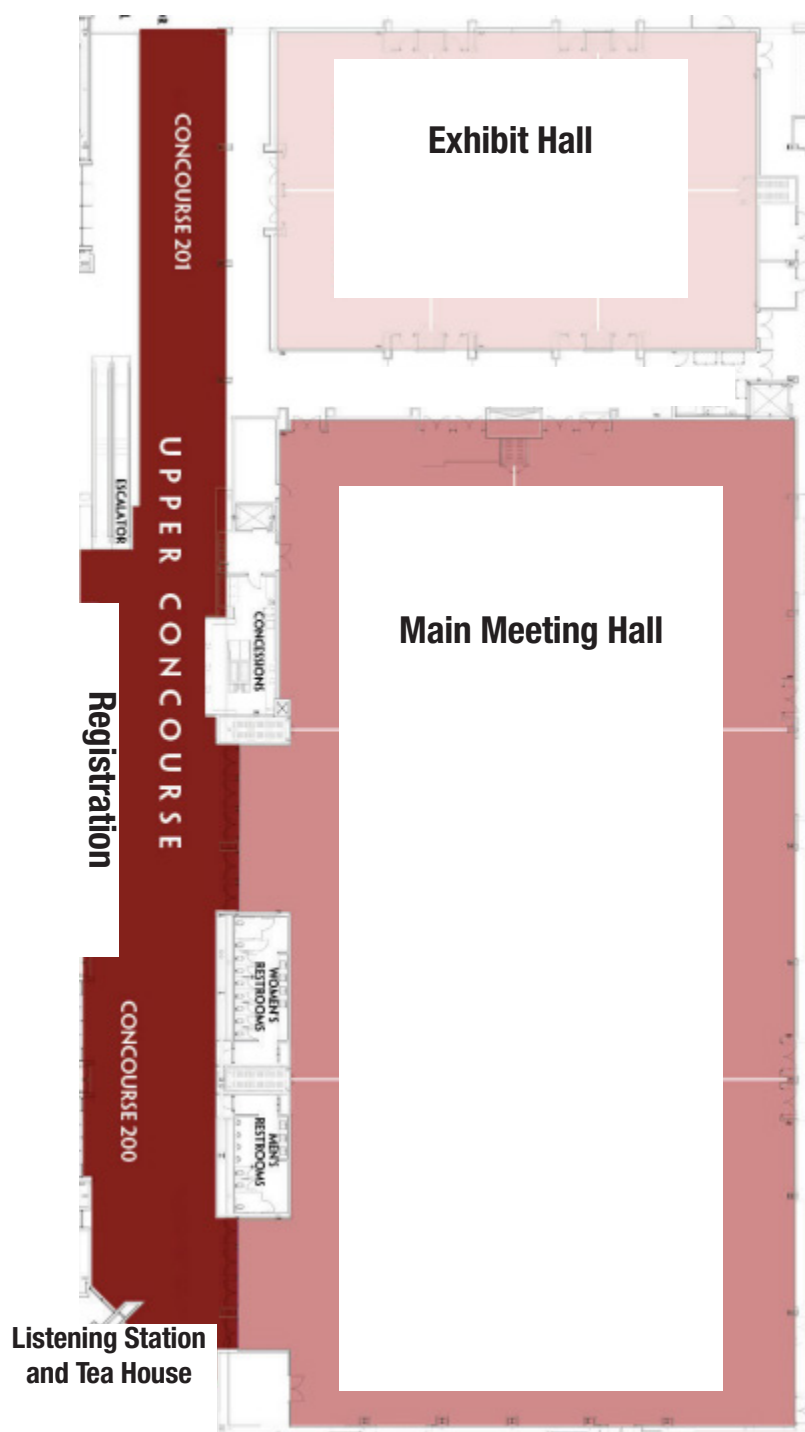 Exhibit Hall
CONCOURSE 201
UPPER CONCOURSE
ESCALATOR
Main Meeting Hall
CONCESSIONS
Registration
WOMEN'S
RESTROOMS
CONCOURSE 200
MEN'S
RESTROOMS
Listening Station
and Tea House